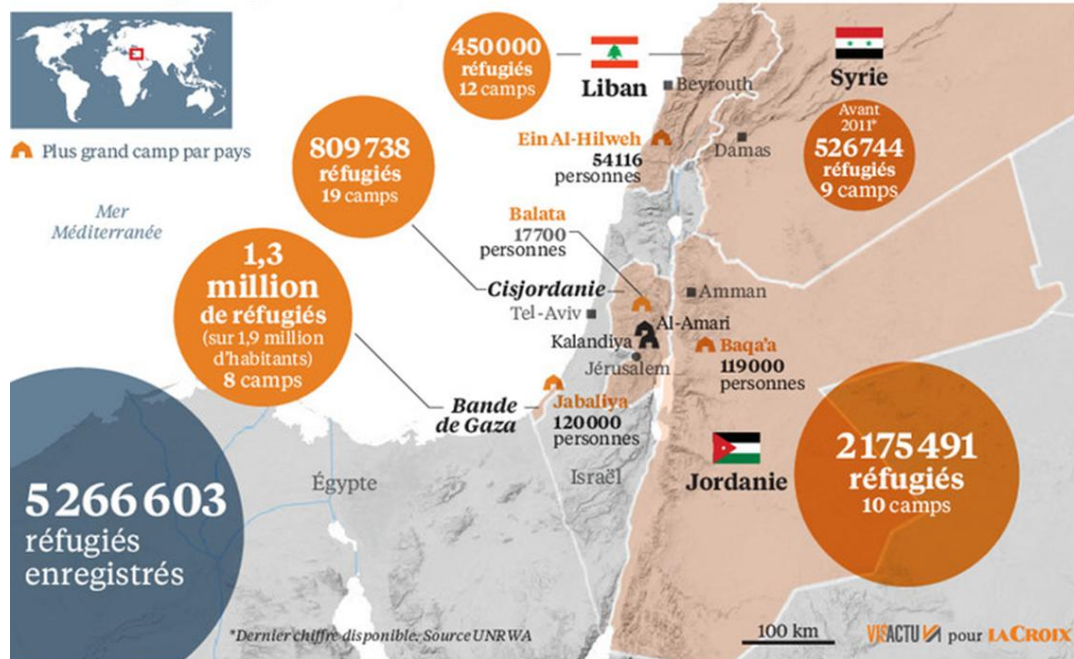 450 000
réfugiés
12 camps
Liban
Beyrouth
Syrie
Avant
2011*
526 744
réfugiés
9 camps
Plus grand camp par pays
809 738
réfugiés
19 camps
Ein Al-Hilweh
54 116
personnes
Damas
Mer
Méditerranée
Balata
17 700
personnes
1,3
million
de réfugiés
(sur 1,9 million
d'habitants)
8 camps
Cisjordanie
Tel-Aviv
Amman
Al-Amari
Kalandiya
Jérusalem
Baqa'a
119 000
personnes
Bande
de Gaza
Jabaliya
120 000
personnes
5 266 603
réfugiés
enregistrés
Égypte
Israël
Jordanie
2 175 491
réfugiés
10 camps
*Dernier chiffre disponible. Source UNRWA
100 km
VISACTU pour LA CROIX